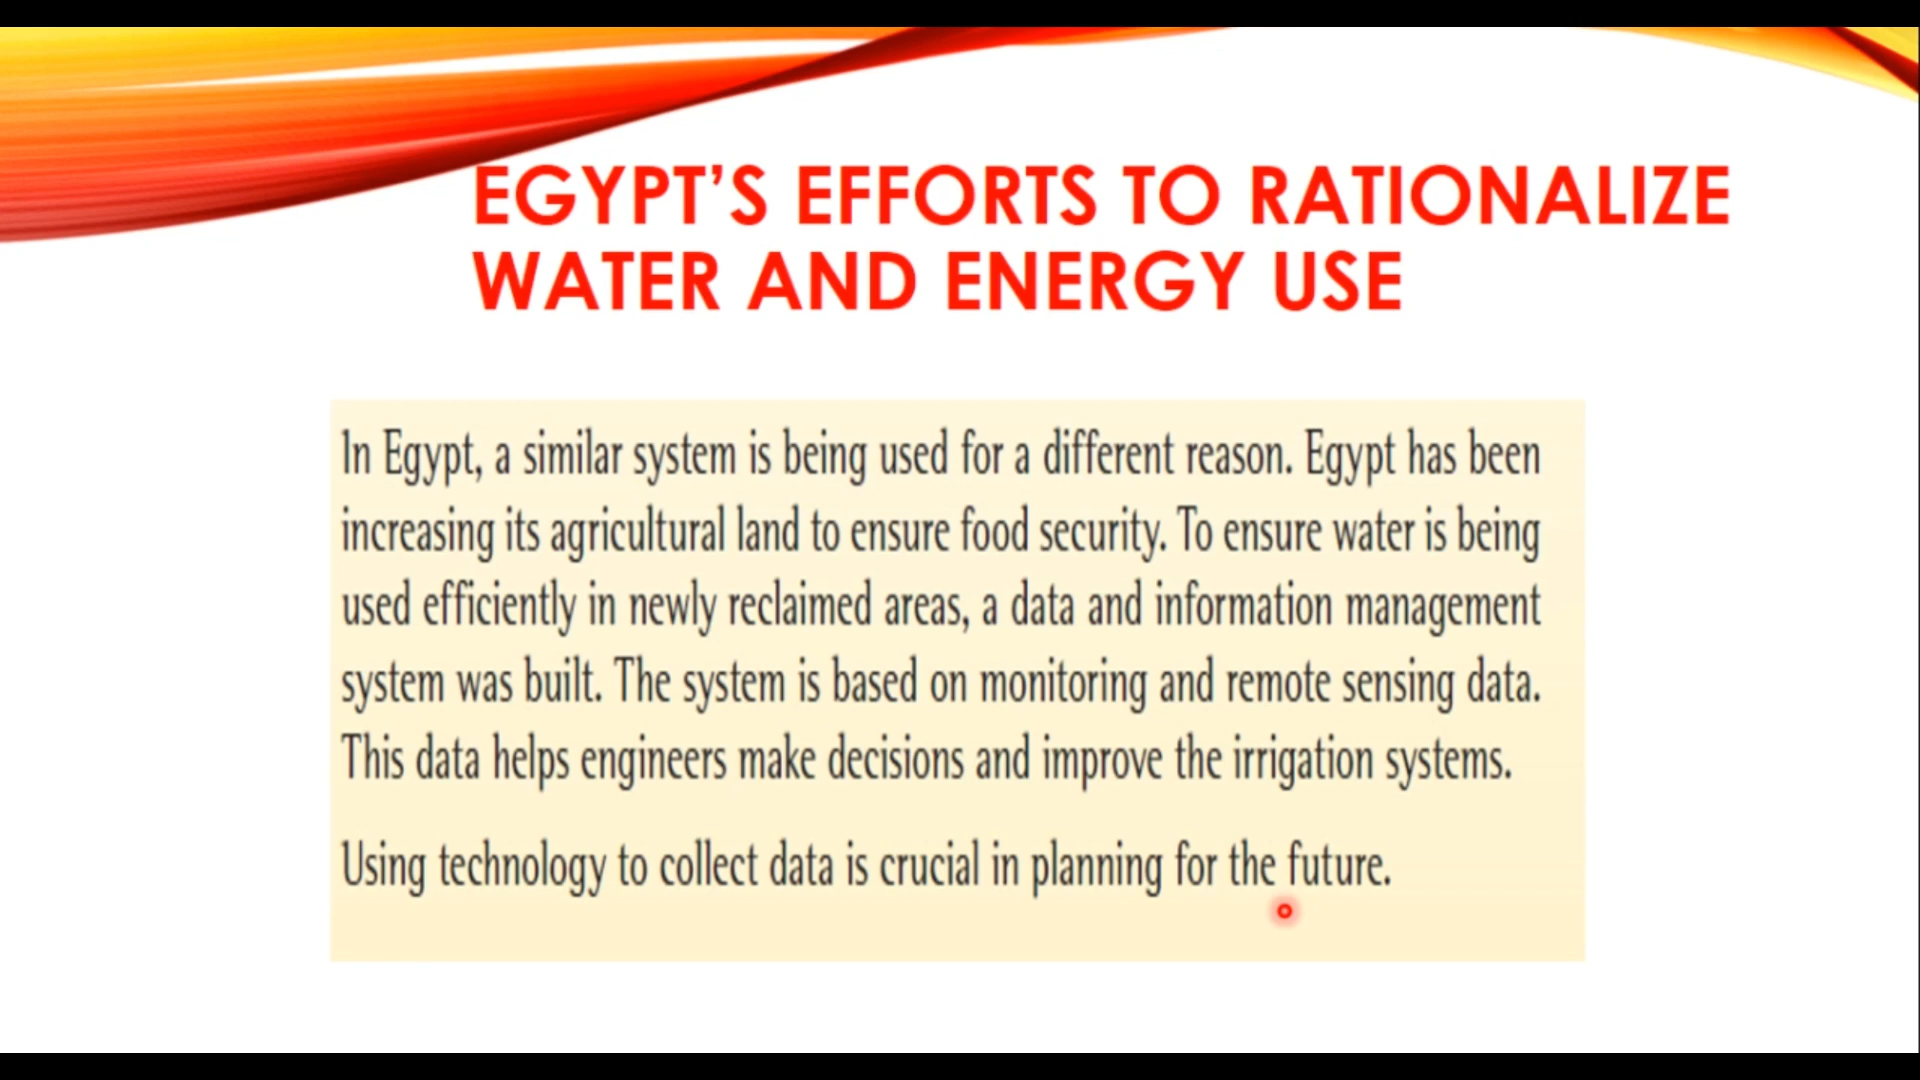 EGYPT’S EFFORTS TO RATIONALIZE
WATER AND ENERGY USE
In Egypt, a similar system is being used for a different reason. Egypt has been
increasing its agricultural land to ensure food security. To ensure water is being
used efficiently in newly reclaimed areas, a data and information management
system was built. The system is based on monitoring and remote sensing data.
This data helps engineers make decisions and improve the irrigation systems.
Using technology to collect data is crucial in planning for the future.